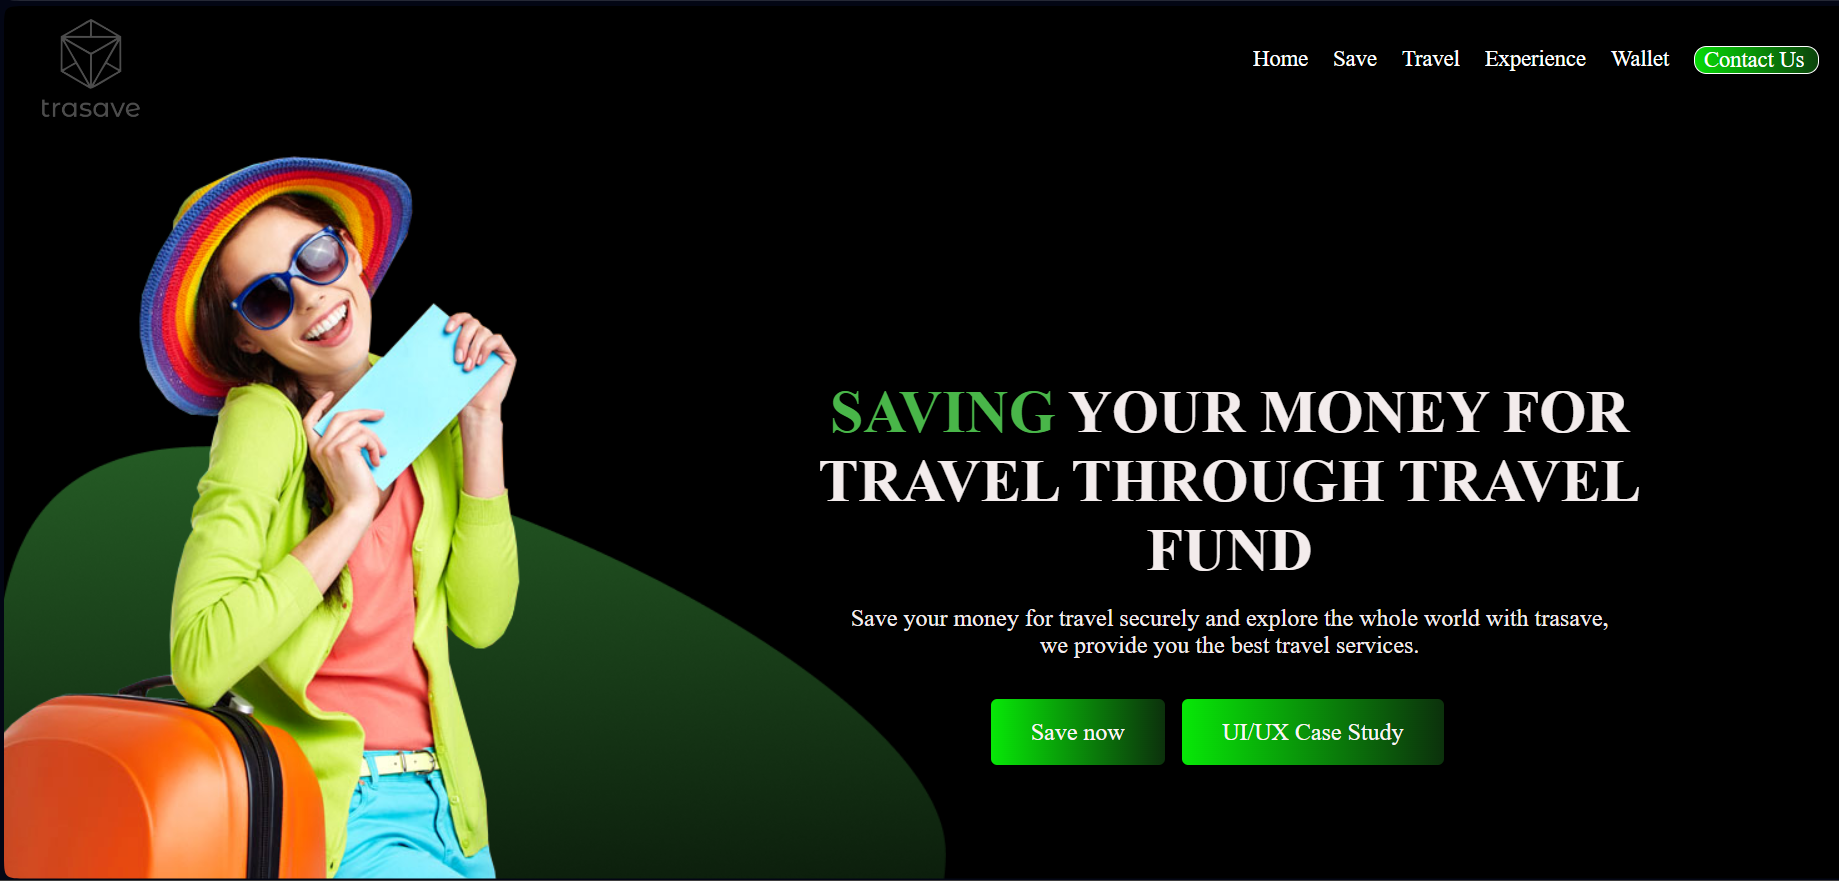 trasave
Home Save Travel Experience Wallet Contact Us
SAVING YOUR MONEY FOR
TRAVEL THROUGH TRAVEL
FUND
Save your money for travel securely and explore the whole world with trasave,
we provide you the best travel services.
Save now UI/UX Case Study